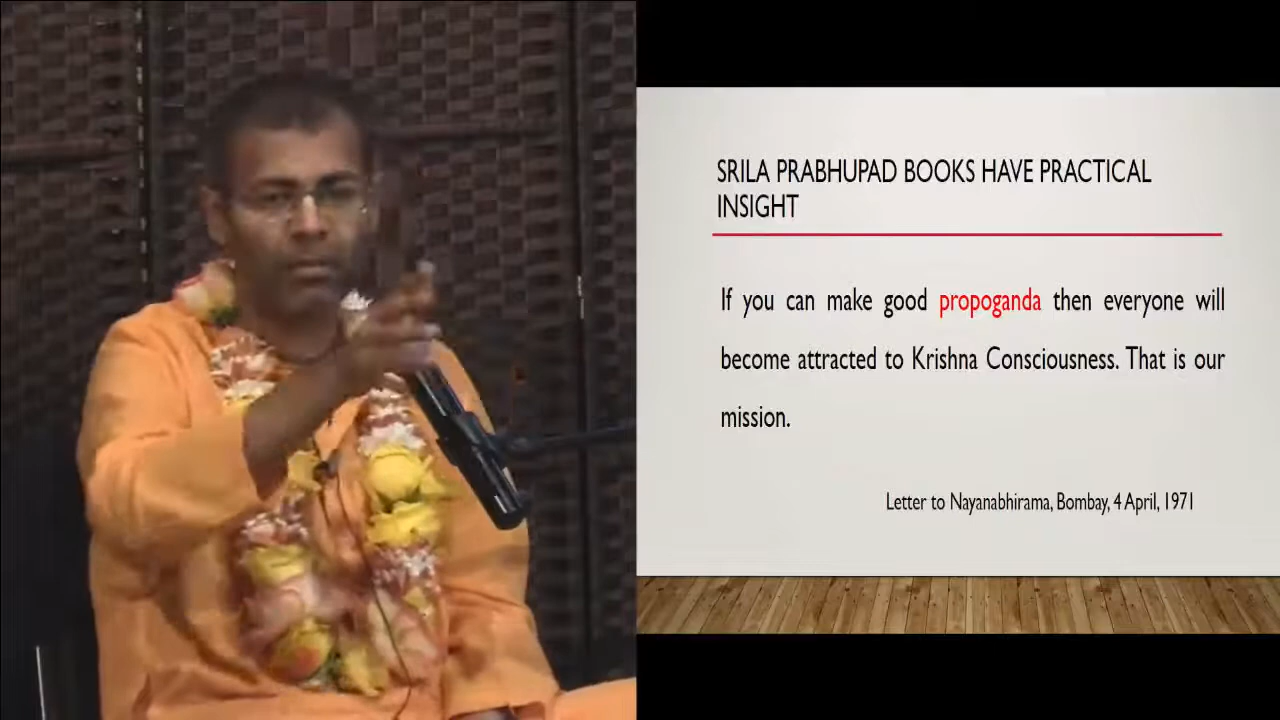 SRILA PRABHUPAD BOOKS HAVE PRACTICAL
INSIGHT
If you can make good propoganda then everyone will
become attracted to Krishna Consciousness. That is our
mission.
Letter to Nayanabhirama, Bombay, 4 April, 1971